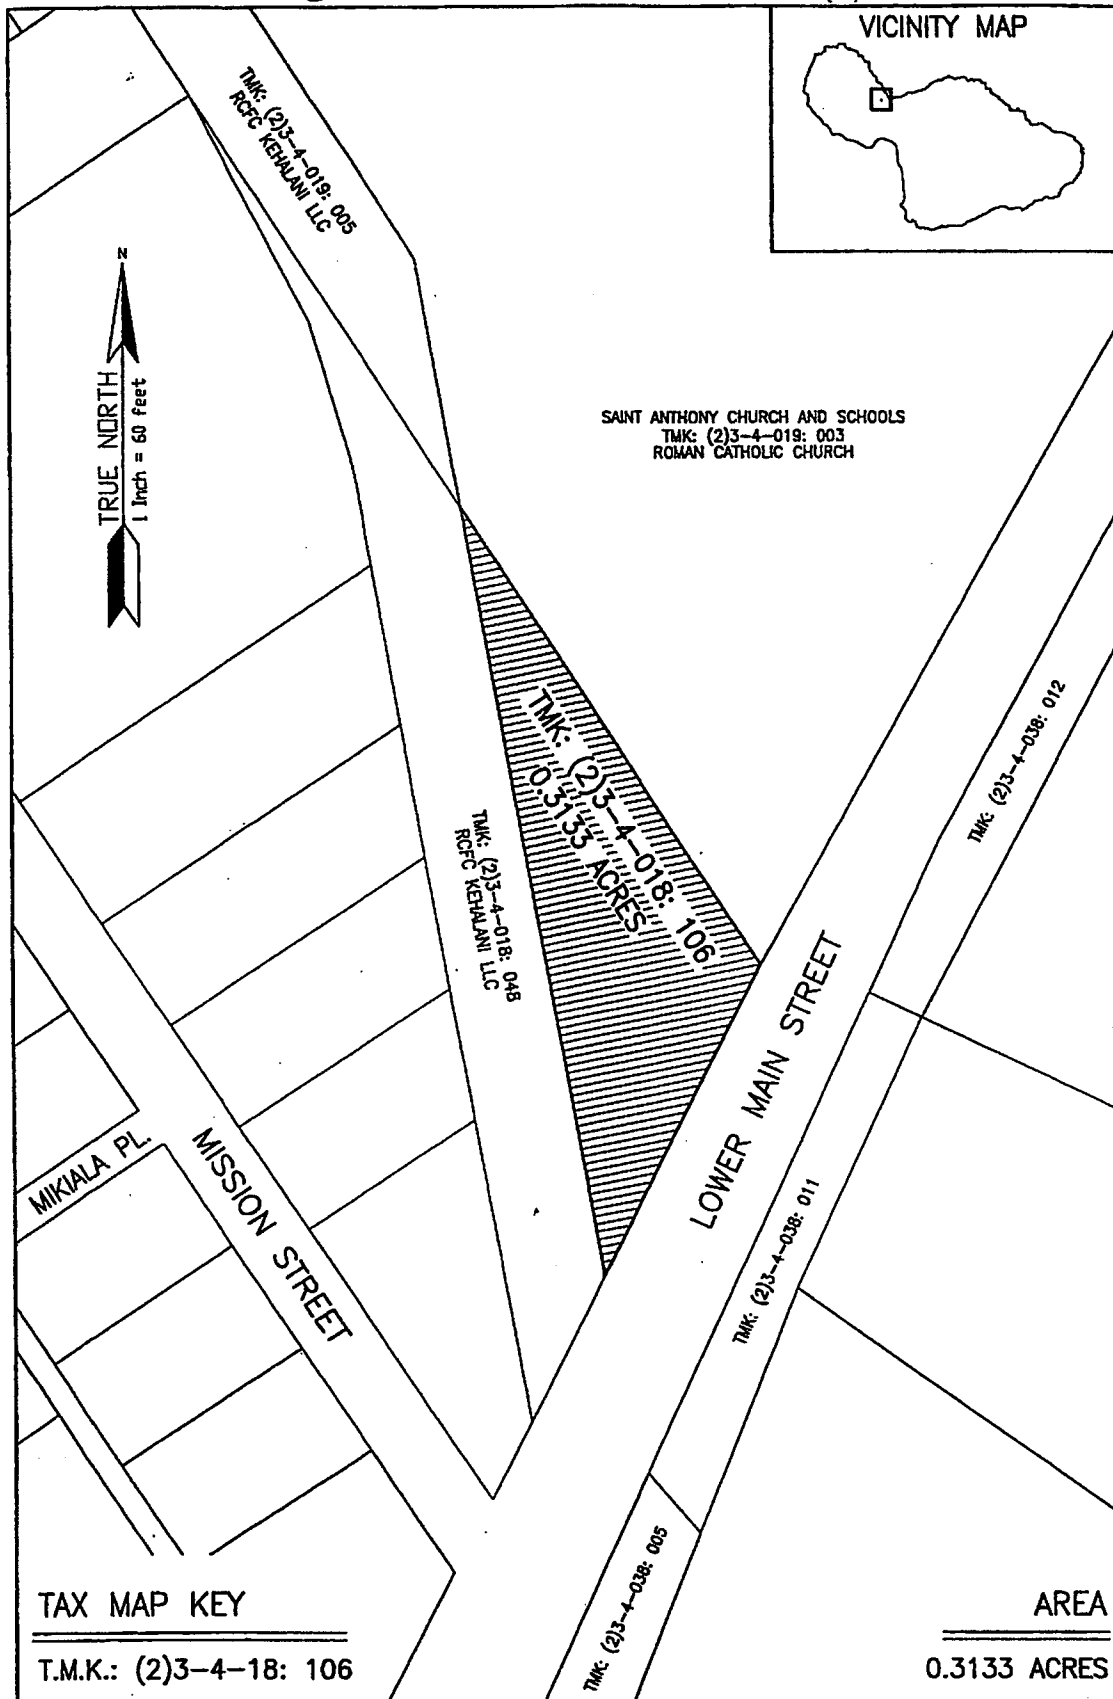 VICINITY MAP
TMK: (2)3-4-019: 005
RCFC KEHALANI LLC
N
TRUE NORTH
1 Inch = 60 feet
SAINT ANTHONY CHURCH AND SCHOOLS
TMK: (2)3-4-019: 003
ROMAN CATHOLIC CHURCH
TMK: (2)3-4-038: 012
TMK: (2)3-4-018: 106
0.3133 ACRES
TMK: (2)3-4-018: 048
RCFC KEHALANI LLC
LOWER MAIN STREET
MIKIALA PL.
MISSION STREET
TMK: (2)3-4-038: 011
TMK: (2)3-4-038: 005
TAX MAP KEY
T.M.K.: (2)3-4-18: 106
AREA
0.3133 ACRES